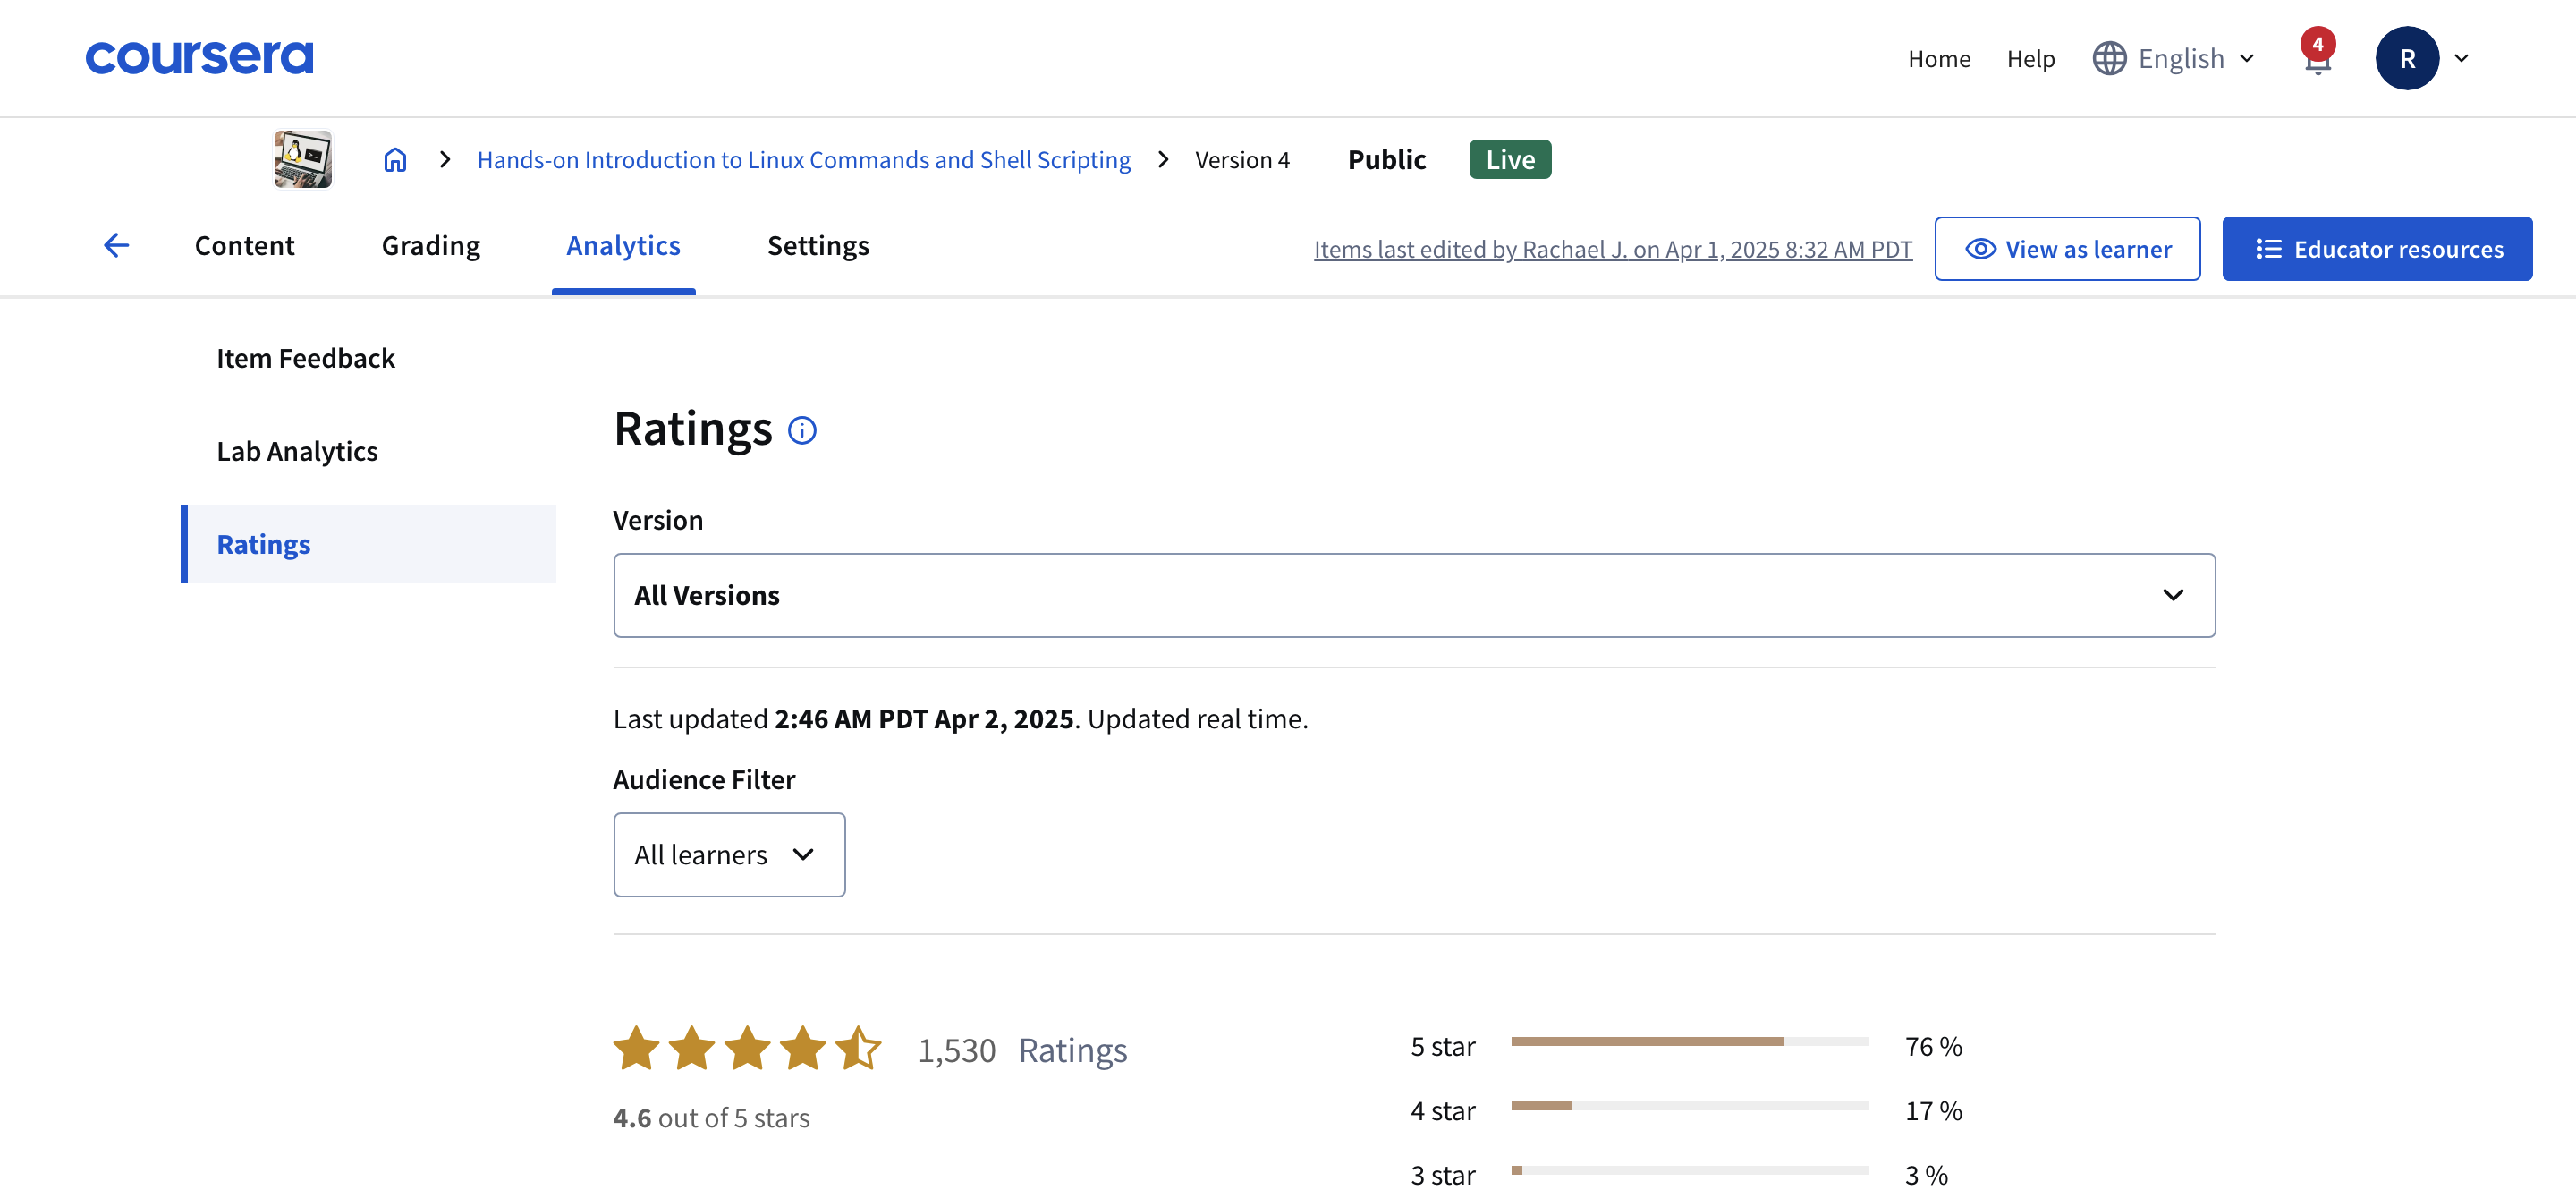 coursera
Home Help English 4 R
Hands-on Introduction to Linux Commands and Shell Scripting Version 4 Public Live
Content Grading Analytics Settings Items last edited by Rachael J. on Apr 1, 2025 8:32 AM PDT View as learner Educator resources
Item Feedback
Lab Analytics
Ratings
Ratings
Version
All Versions
Last updated 2:46 AM PDT Apr 2, 2025. Updated real time.
Audience Filter
All learners
1,530 Ratings
4.6 out of 5 stars
5 star 76 %
4 star 17 %
3 star 3 %